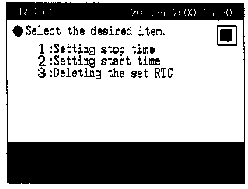 ●Select the desired item.
1:Setting stop time
2:Setting start time
3:Deleting the set RTC